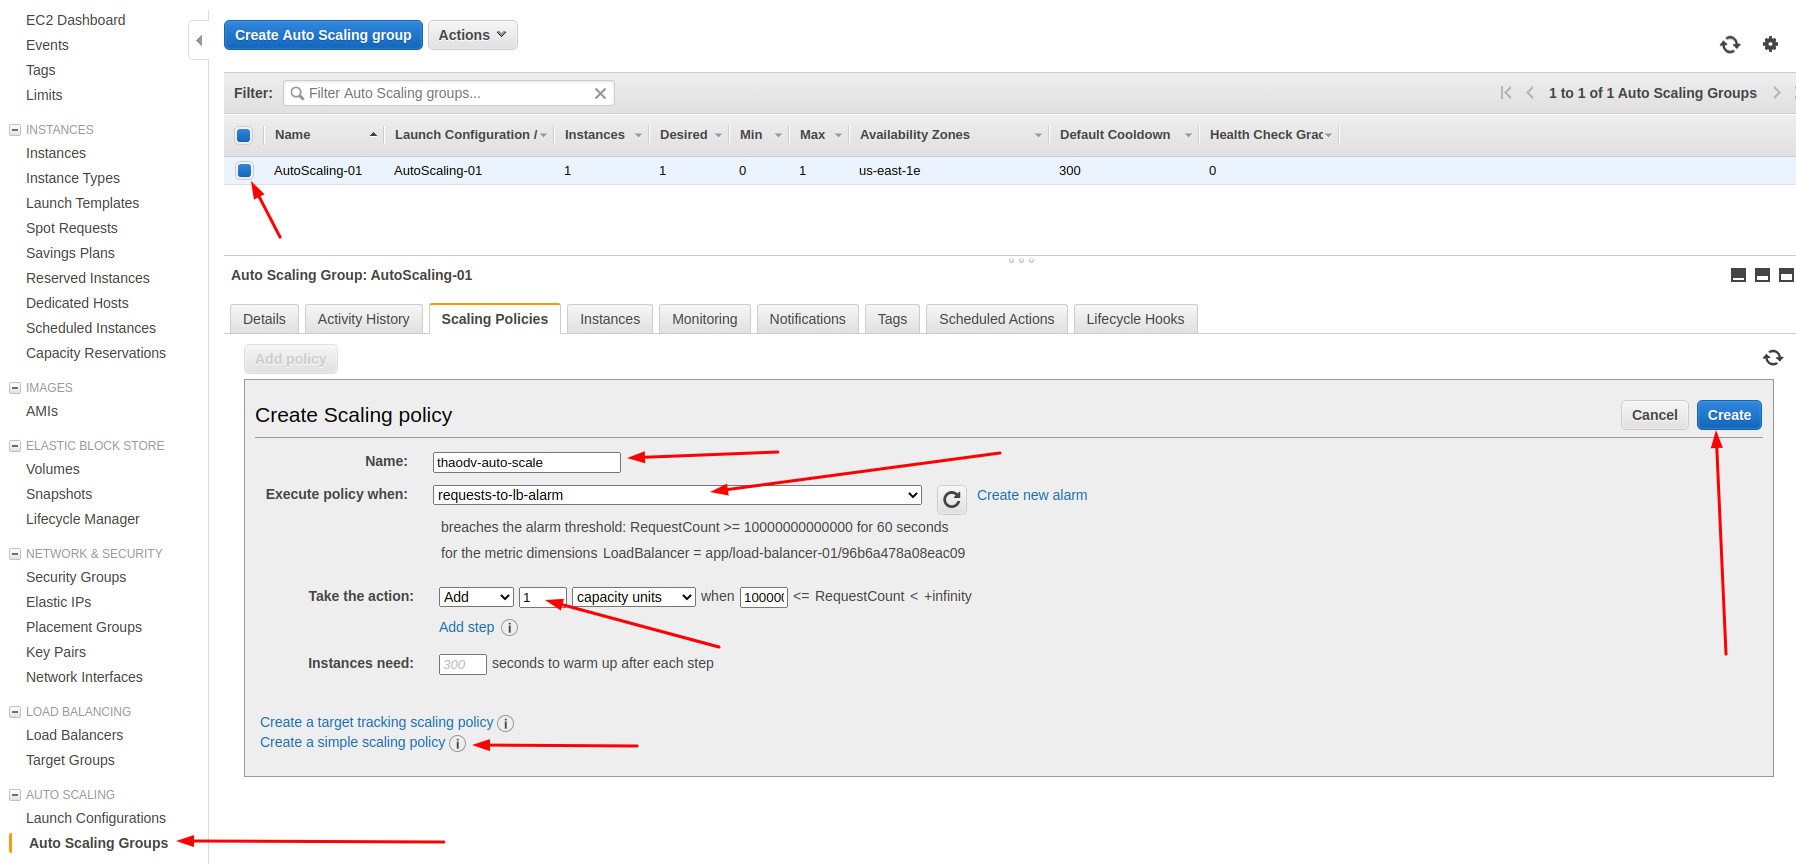 EC2 Dashboard
Events
Tags
Limits
INSTANCES
Instances
Instance Types
Launch Templates
Spot Requests
Savings Plans
Reserved Instances
Dedicated Hosts
Scheduled Instances
Capacity Reservations
IMAGES
AMIs
ELASTIC BLOCK STORE
Volumes
Snapshots
Lifecycle Manager
NETWORK & SECURITY
Security Groups
Elastic IPs
Placement Groups
Key Pairs
Network Interfaces
LOAD BALANCING
Load Balancers
Target Groups
AUTO SCALING
Launch Configurations
Auto Scaling Groups
Create Auto Scaling group Actions
Filter: Filter Auto Scaling groups... 1 to 1 of 1 Auto Scaling Groups
Name Launch Configuration / Instances Desired Min Max Availability Zones Default Cooldown Health Check Grac
AutoScaling-01 AutoScaling-01 1 1 0 1 us-east-1e 300 0
Auto Scaling Group: AutoScaling-01
Details Activity History Scaling Policies Instances Monitoring Notifications Tags Scheduled Actions Lifecycle Hooks
Add policy
Create Scaling policy Cancel Create
Name: thaodv-auto-scale
Execute policy when: requests-to-lb-alarm Create new alarm
breaches the alarm threshold: RequestCount >= 10000000000000 for 60 seconds
for the metric dimensions LoadBalancer = app/load-balancer-01/96b6a478a08eac09
Take the action: Add 1 capacity units when 100000 <= RequestCount < +infinity
Add step
Instances need: 300 seconds to warm up after each step
Create a target tracking scaling policy
Create a simple scaling policy